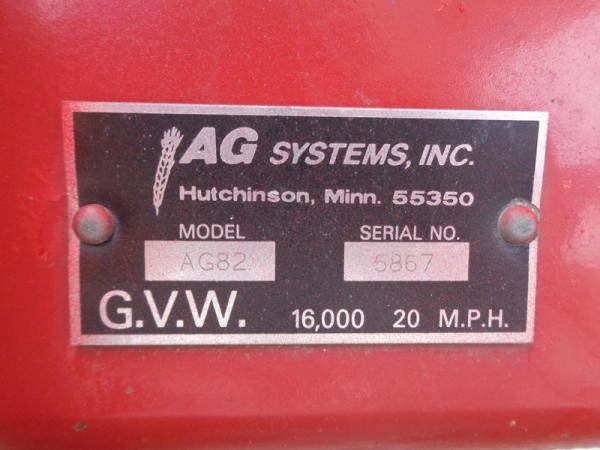 AG SYSTEMS, INC.
Hutchinson, Minn. 55350
MODEL SERIAL NO.
AG82 5867
G.V.W. 16,000 20 M.P.H.